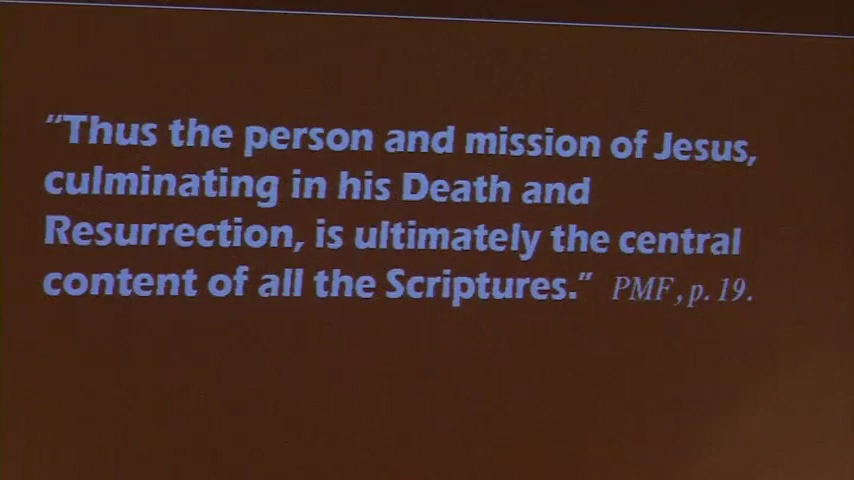 “Thus the person and mission of Jesus,
culminating in his Death and
Resurrection, is ultimately the central
content of all the Scriptures.” PMF, p. 19.